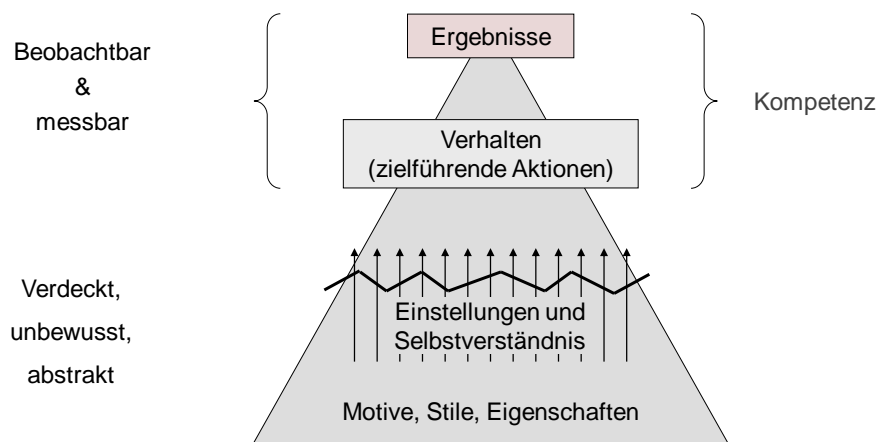 Ergebnisse
Beobachtbar
&
messbar
Kompetenz
Verhalten
(zielführende Aktionen)
Verdeckt,
unbewusst,
abstrakt
Einstellungen und
Selbstverständnis
Motive, Stile, Eigenschaften